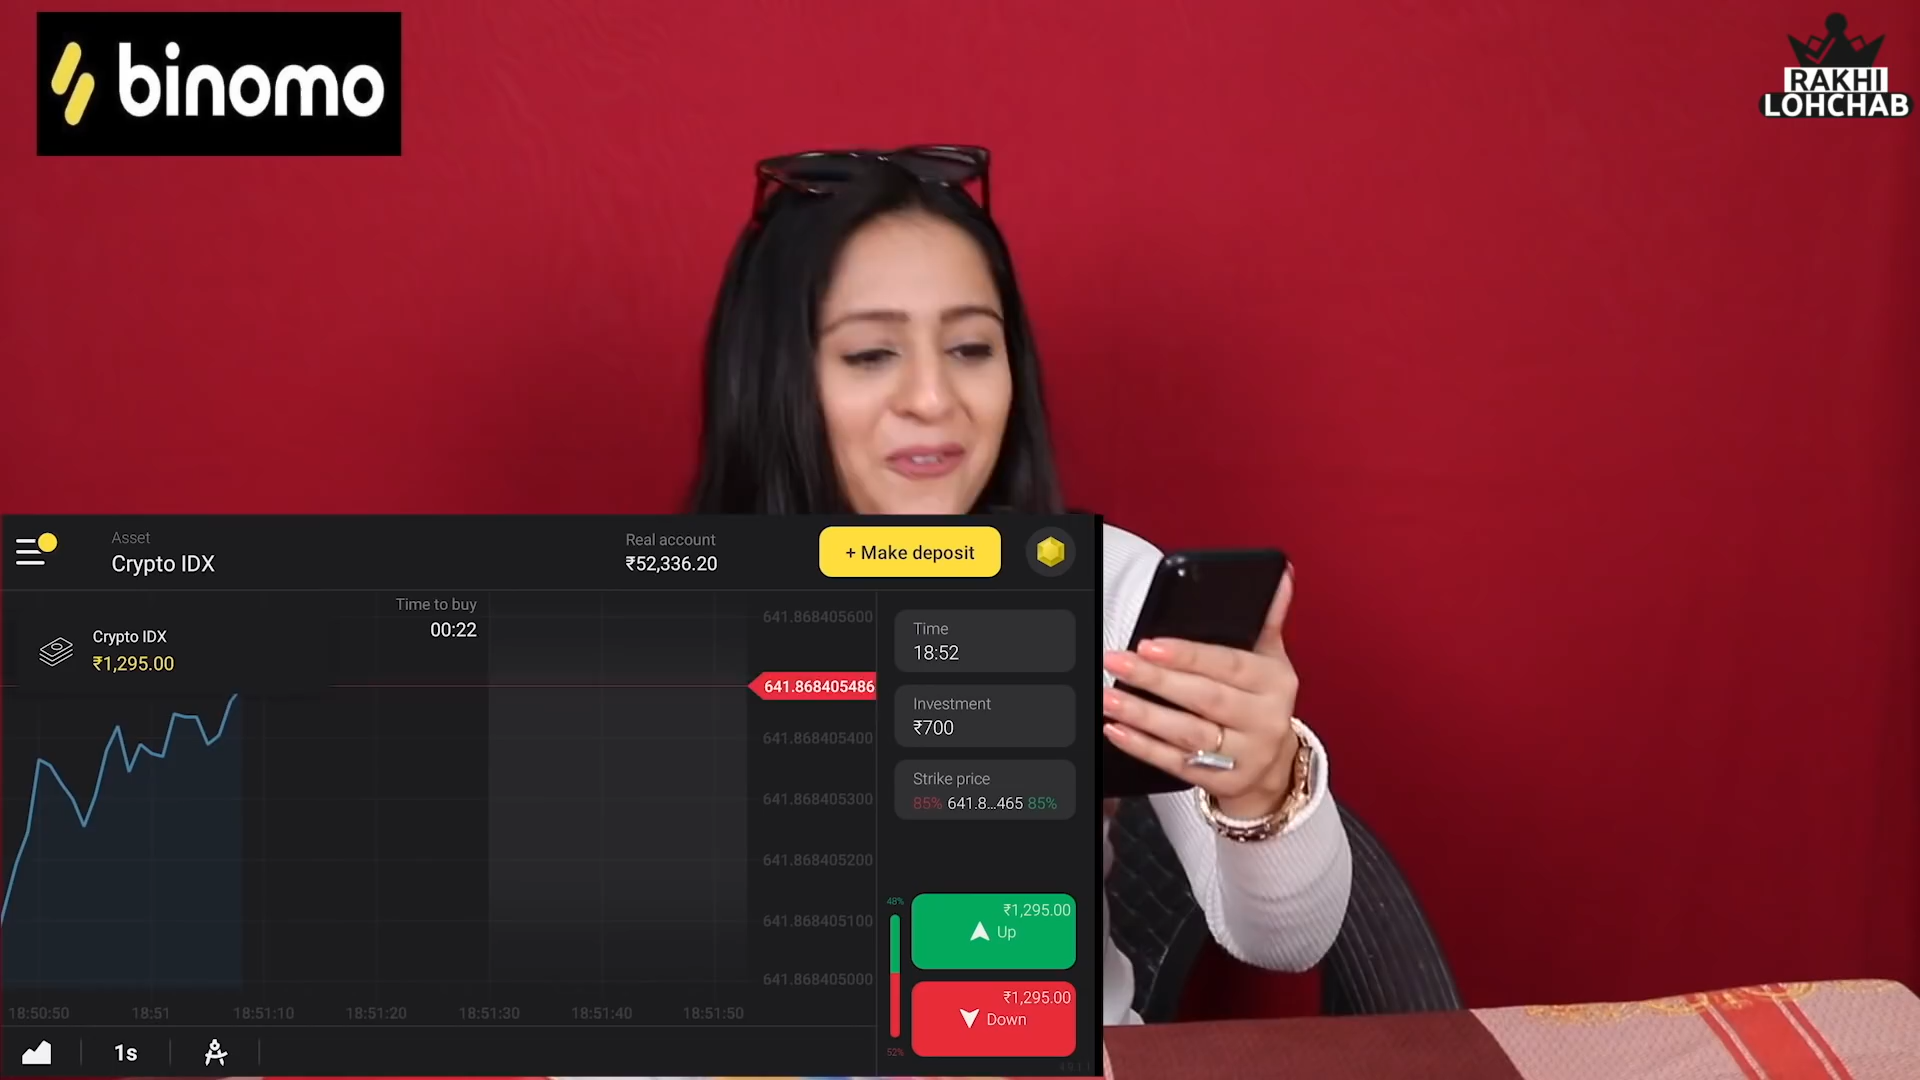 binomo
RAKHI
LOHCHAB
Asset
Crypto IDX
Real account
₹52,336.20
+ Make deposit
Time to buy
00:22
Crypto IDX
₹1,295.00
641.868405600
641.868405486
641.868405400
641.868405300
641.868405200
641.868405100
641.868405000
Time
18:52
Investment
₹700
Strike price
85% 641.8...465 85%
48%
₹1,295.00
Up
₹1,295.00
Down
52%
18:50:50 18:51 18:51:10 18:51:20 18:51:30 18:51:40 18:51:50
1s